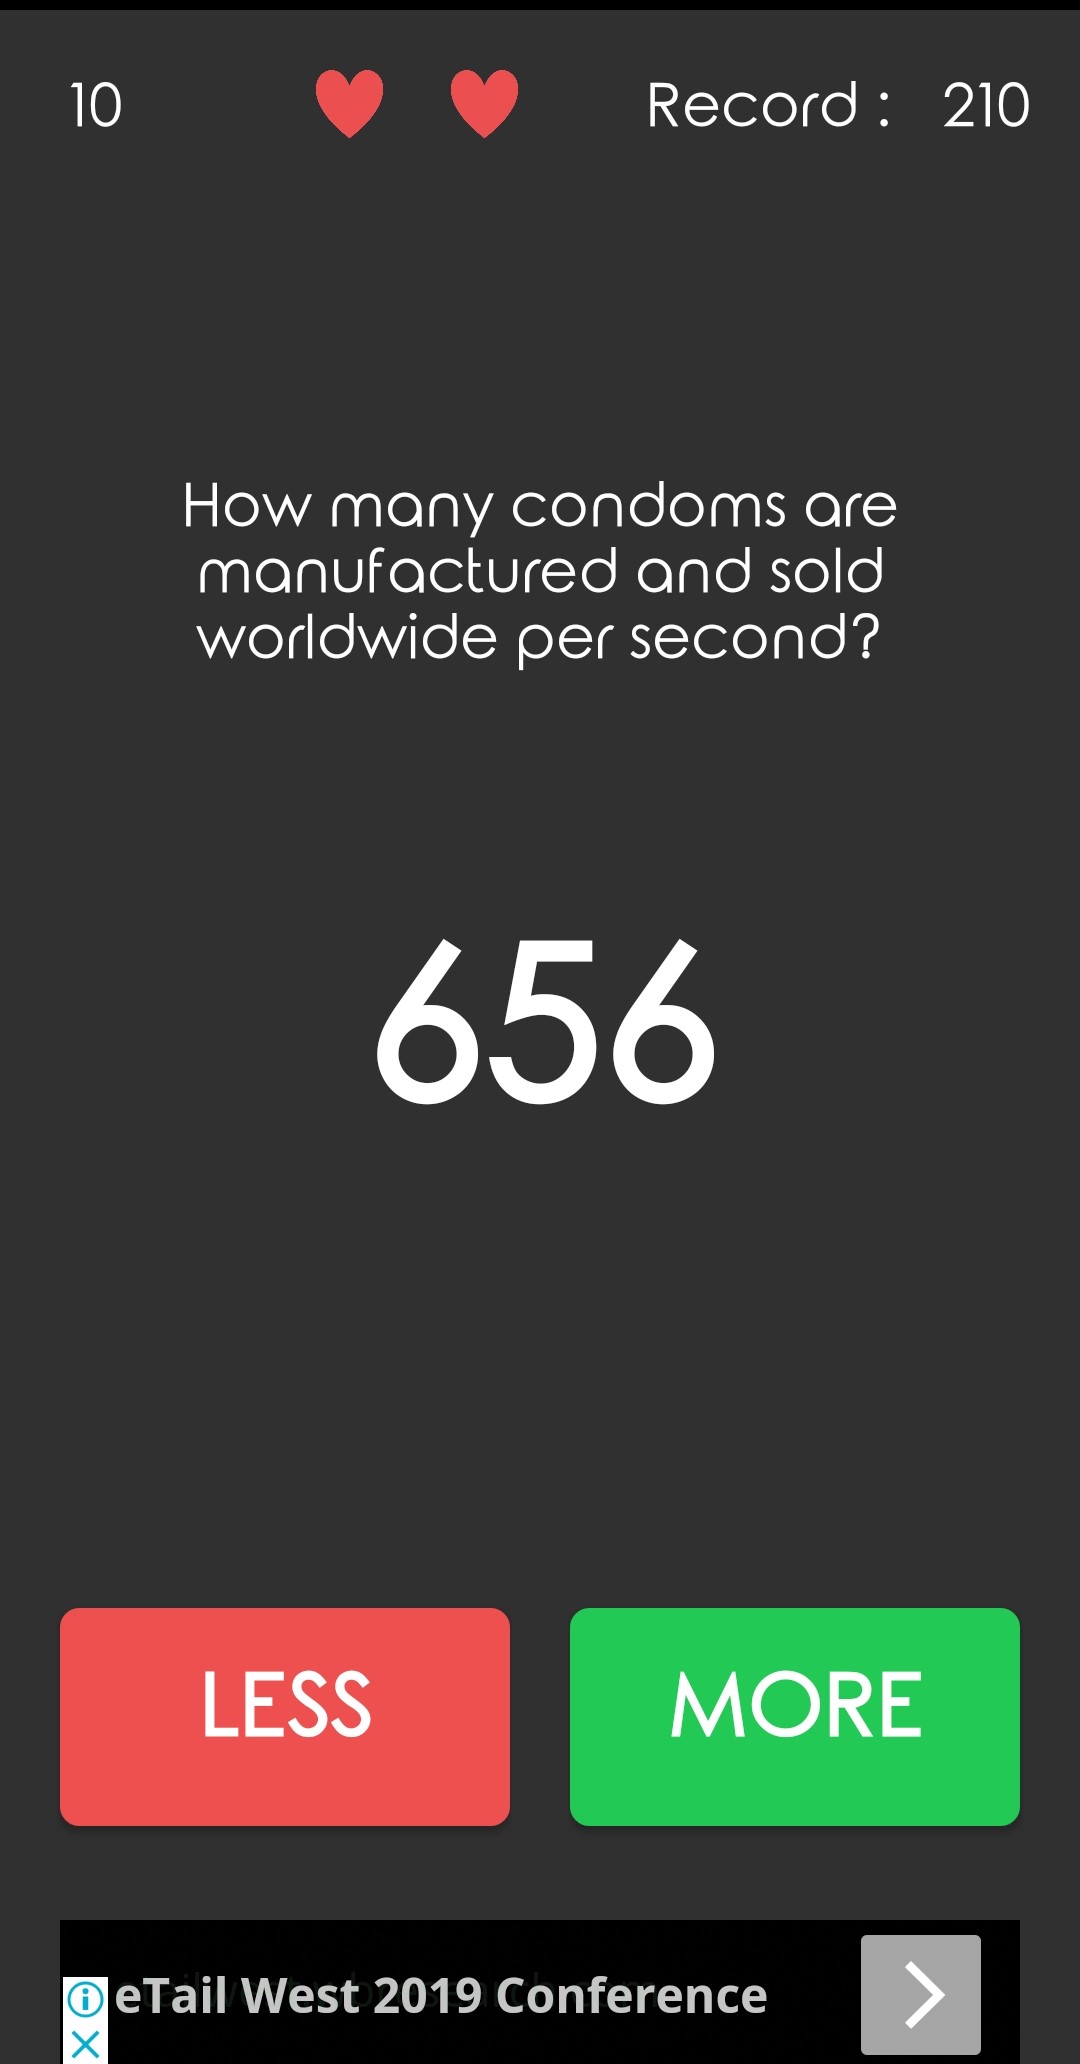 10 Record : 210
How many condoms are
manufactured and sold
worldwide per second?
656
LESS MORE
eTail West 2019 Conference